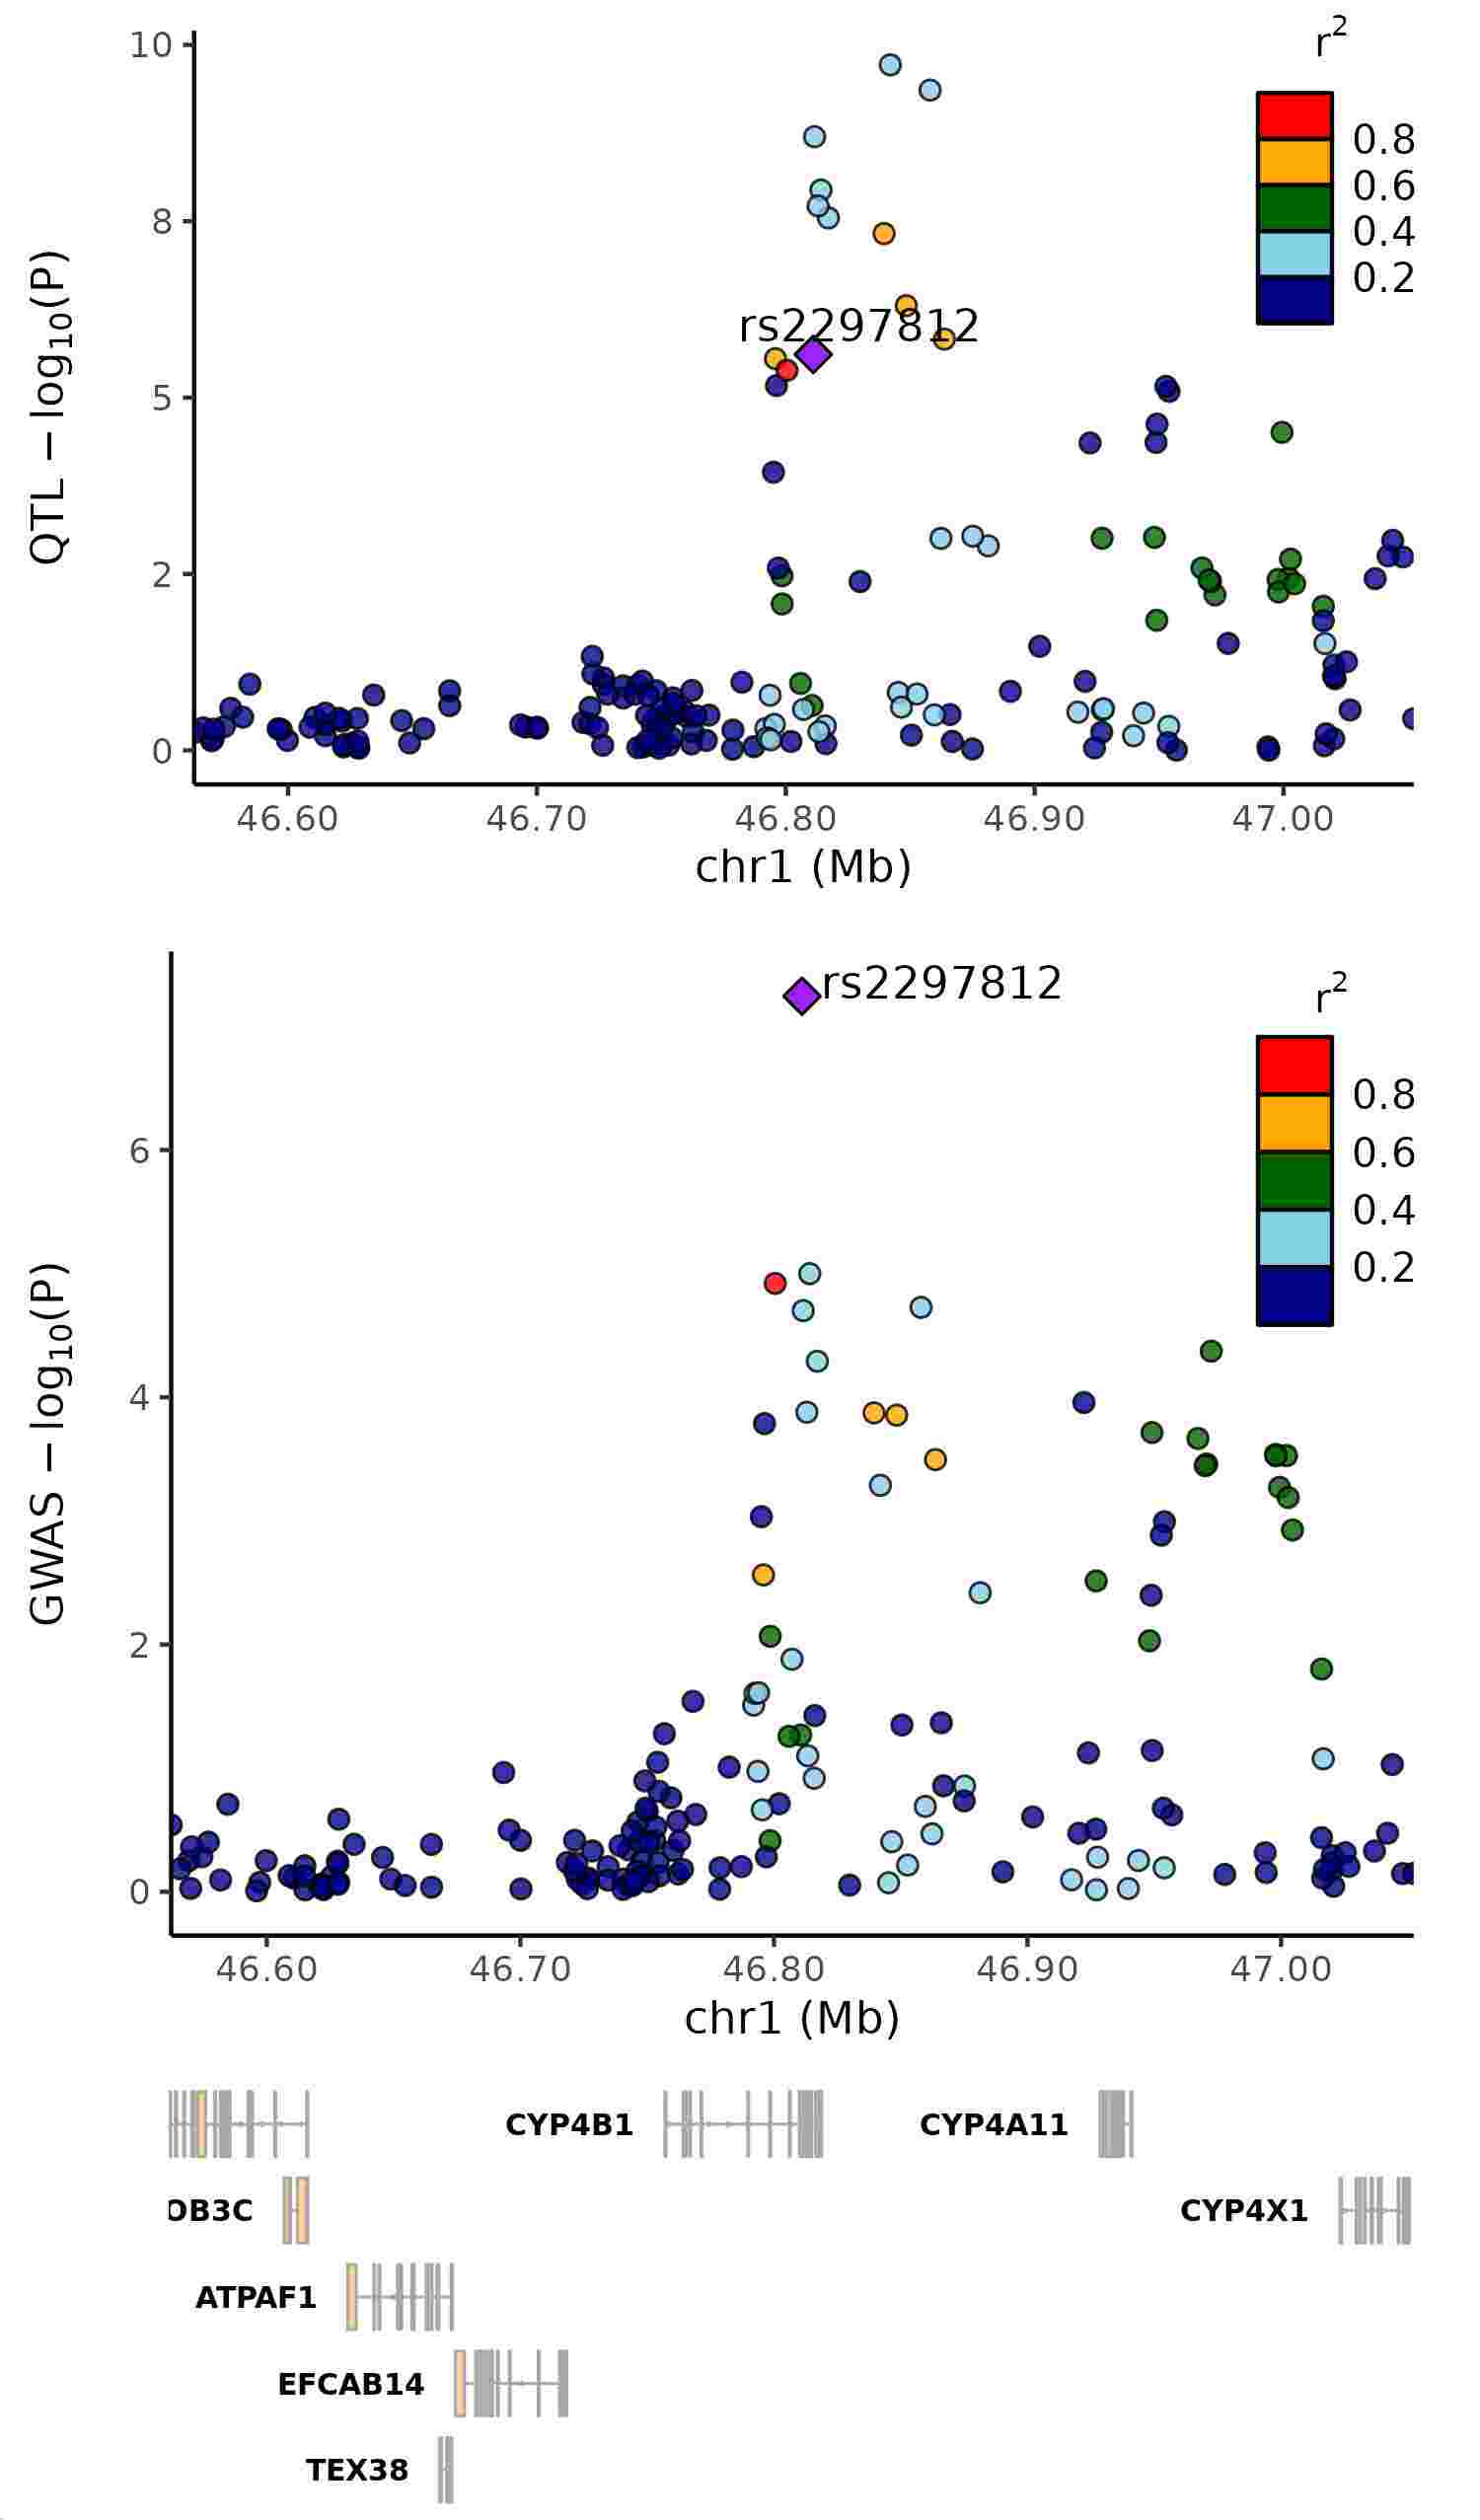 r²
10
8
5
2
0
0.8
0.6
0.4
0.2
QTL −log₁₀(P)
rs2297812
46.60 46.70 46.80 46.90 47.00
chr1 (Mb)
rs2297812
r²
6
4
2
0
0.8
0.6
0.4
0.2
GWAS −log₁₀(P)
46.60 46.70 46.80 46.90 47.00
chr1 (Mb)
CYP4B1 CYP4A11
OB3C CYP4X1
ATPAF1
EFCAB14
TEX38